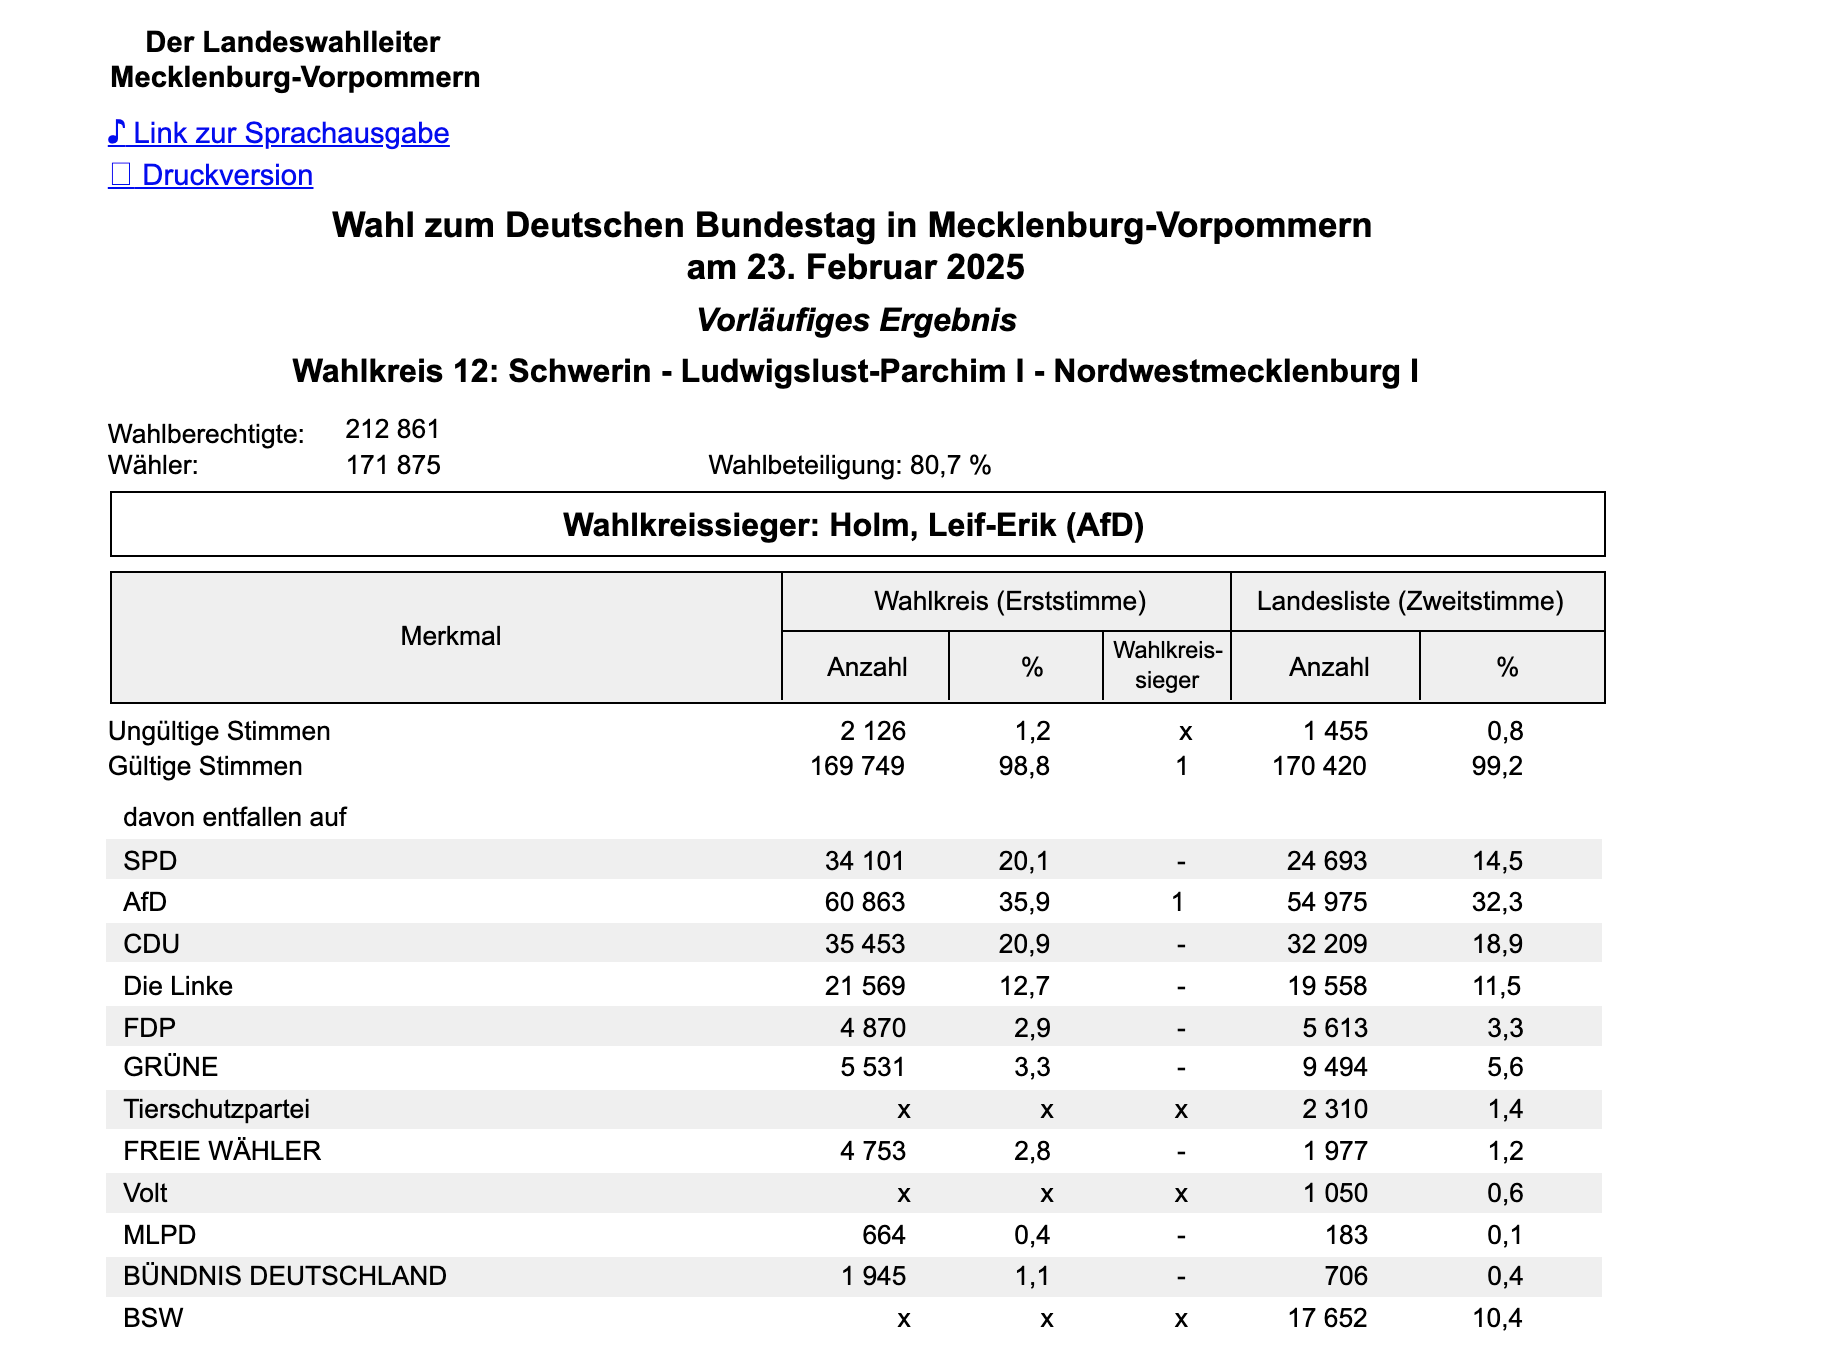 Der Landeswahlleiter
Mecklenburg-Vorpommern
♪ Link zur Sprachausgabe
Druckversion
Wahl zum Deutschen Bundestag in Mecklenburg-Vorpommern
am 23. Februar 2025
Vorläufiges Ergebnis
Wahlkreis 12: Schwerin - Ludwigslust-Parchim I - Nordwestmecklenburg I
Wahlberechtigte: 212 861
Wähler: 171 875 Wahlbeteiligung: 80,7 %
Wahlkreissieger: Holm, Leif-Erik (AfD)
Merkmal Wahlkreis (Erststimme) Landesliste (Zweitstimme)
Anzahl % Wahlkreis-
sieger Anzahl %
Ungültige Stimmen 2 126 1,2 x 1 455 0,8
Gültige Stimmen 169 749 98,8 1 170 420 99,2
davon entfallen auf
SPD 34 101 20,1 - 24 693 14,5
AfD 60 863 35,9 1 54 975 32,3
CDU 35 453 20,9 - 32 209 18,9
Die Linke 21 569 12,7 - 19 558 11,5
FDP 4 870 2,9 - 5 613 3,3
GRÜNE 5 531 3,3 - 9 494 5,6
Tierschutzpartei x x x 2 310 1,4
FREIE WÄHLER 4 753 2,8 - 1 977 1,2
Volt x x x 1 050 0,6
MLPD 664 0,4 - 183 0,1
BÜNDNIS DEUTSCHLAND 1 945 1,1 - 706 0,4
BSW x x x 17 652 10,4